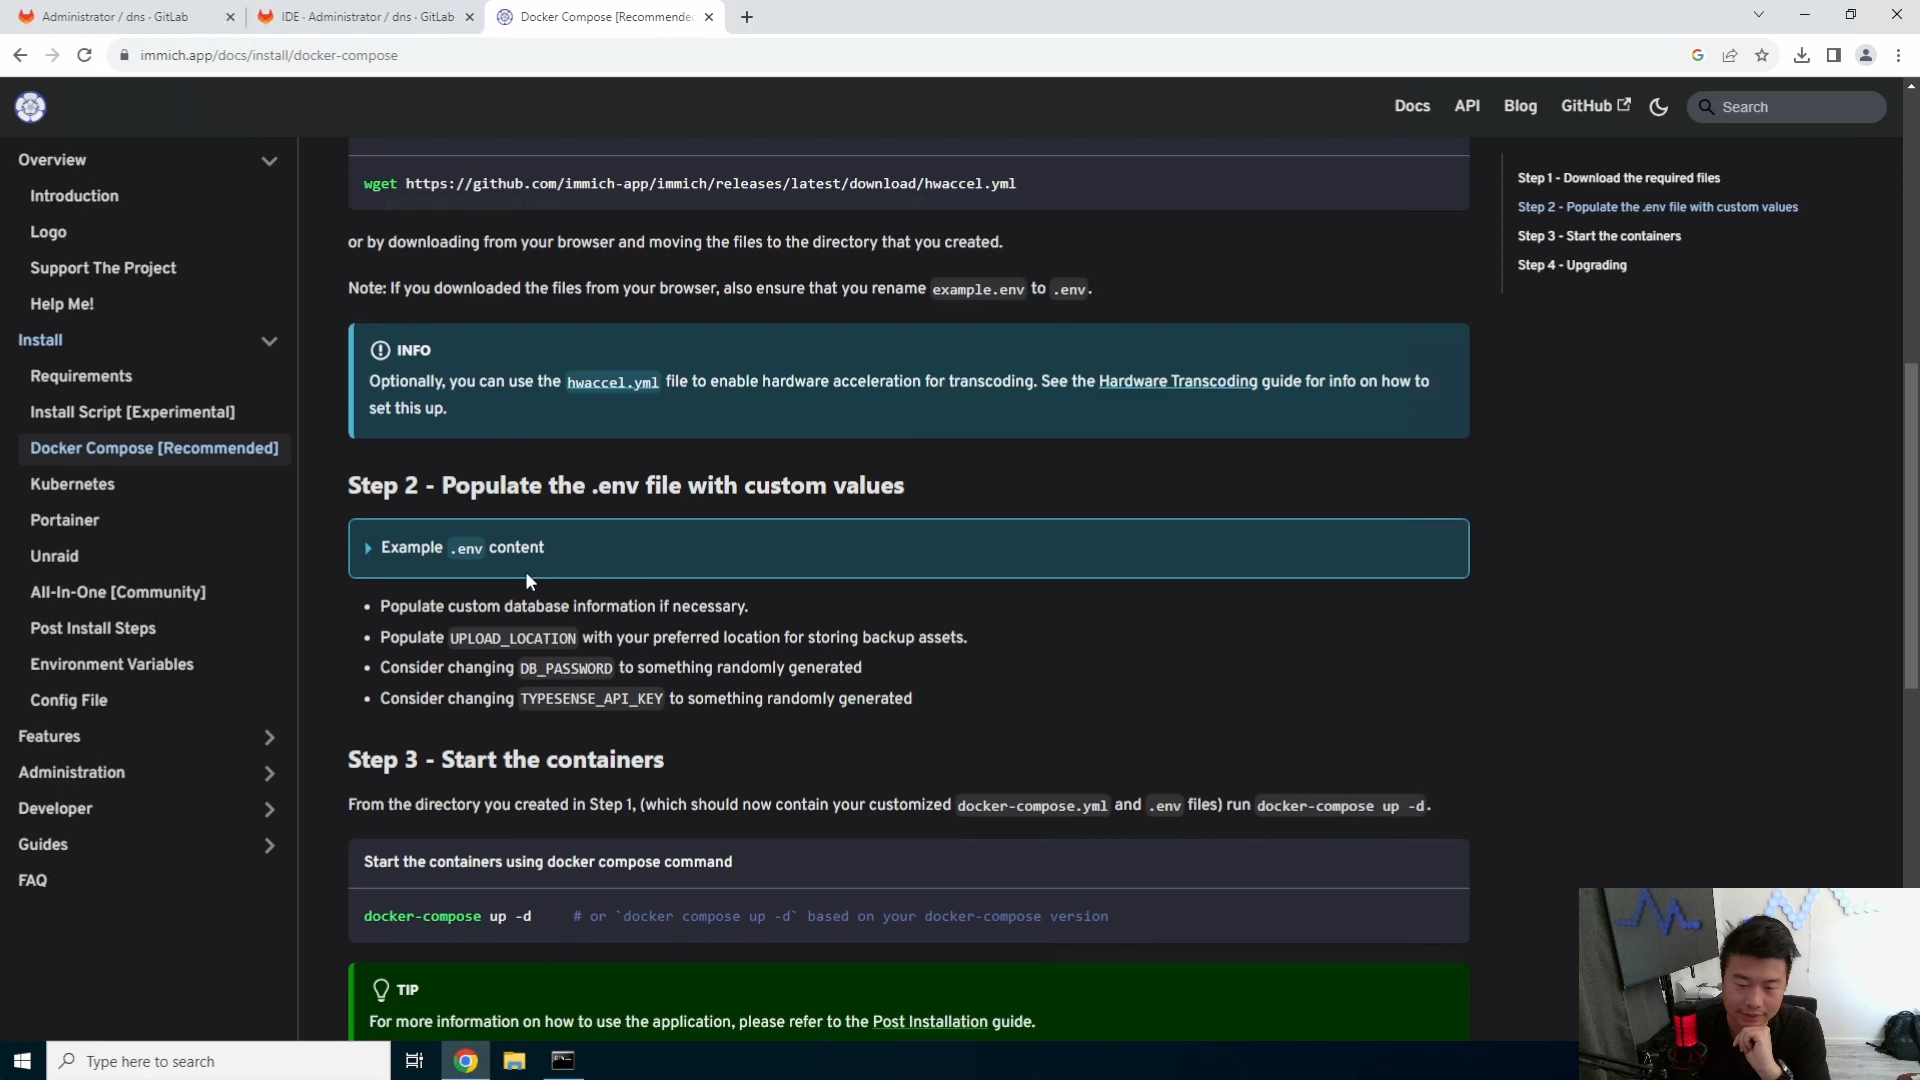 Administrator / dns · GitLab
IDE · Administrator / dns · GitLab
Docker Compose [Recommended
immich.app/docs/install/docker-compose
Docs
API
Blog
GitHub
Search
Overview
Introduction
Logo
Support The Project
Help Me!
Install
Requirements
Install Script [Experimental]
Docker Compose [Recommended]
Kubernetes
Portainer
Unraid
All-In-One [Community]
Post Install Steps
Environment Variables
Config File
Features
Administration
Developer
Guides
FAQ
wget https://github.com/immich-app/immich/releases/latest/download/hwaccel.yml
or by downloading from your browser and moving the files to the directory that you created.
Note: If you downloaded the files from your browser, also ensure that you rename example.env to .env.
INFO
Optionally, you can use the hwaccel.yml file to enable hardware acceleration for transcoding. See the Hardware Transcoding guide for info on how to
set this up.
Step 2 - Populate the .env file with custom values
Example .env content
• Populate custom database information if necessary.
• Populate UPLOAD_LOCATION with your preferred location for storing backup assets.
• Consider changing DB_PASSWORD to something randomly generated
• Consider changing TYPESENSE_API_KEY to something randomly generated
Step 3 - Start the containers
From the directory you created in Step 1, (which should now contain your customized docker-compose.yml and .env files) run docker-compose up -d.
Start the containers using docker compose command
docker-compose up -d # or `docker compose up -d` based on your docker-compose version
TIP
For more information on how to use the application, please refer to the Post Installation guide.
Step 1 - Download the required files
Step 2 - Populate the .env file with custom values
Step 3 - Start the containers
Step 4 - Upgrading
Type here to search